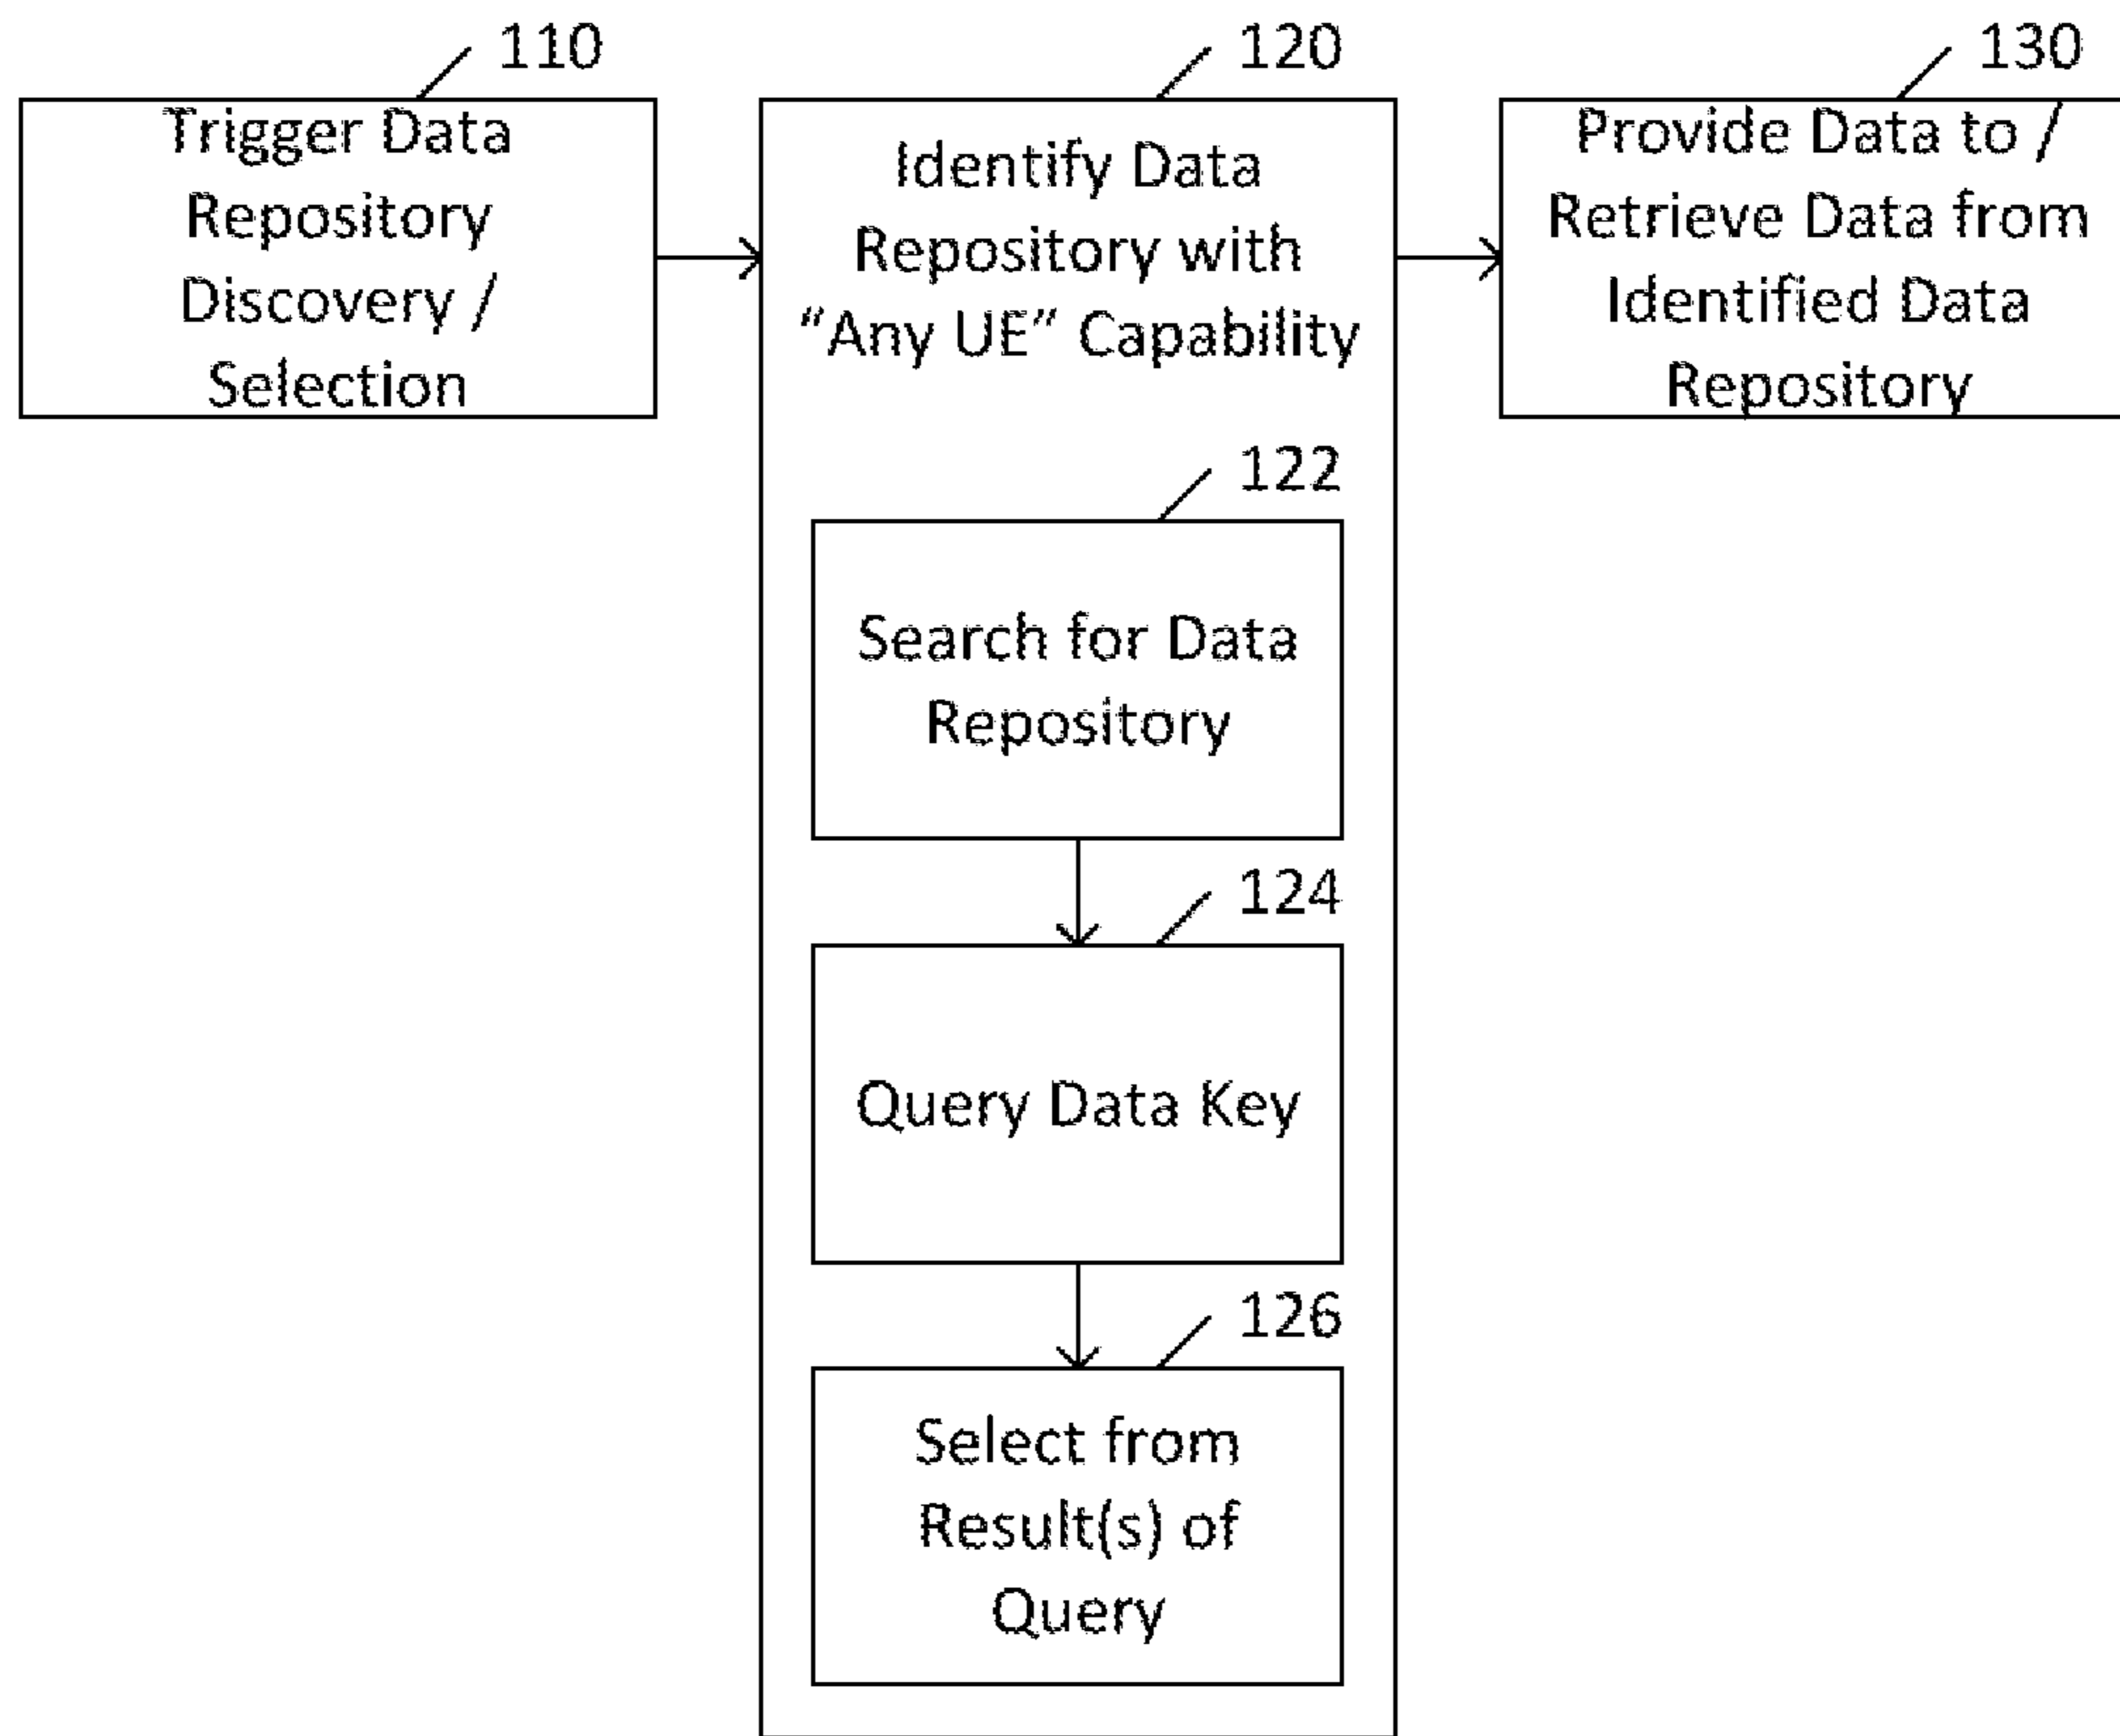 110
Trigger Data
Repository
Discovery /
Selection
120
Identify Data
Repository with
“Any UE” Capability
122
Search for Data
Repository
124
Query Data Key
126
Select from
Result(s) of
Query
130
Provide Data to /
Retrieve Data from
Identified Data
Repository